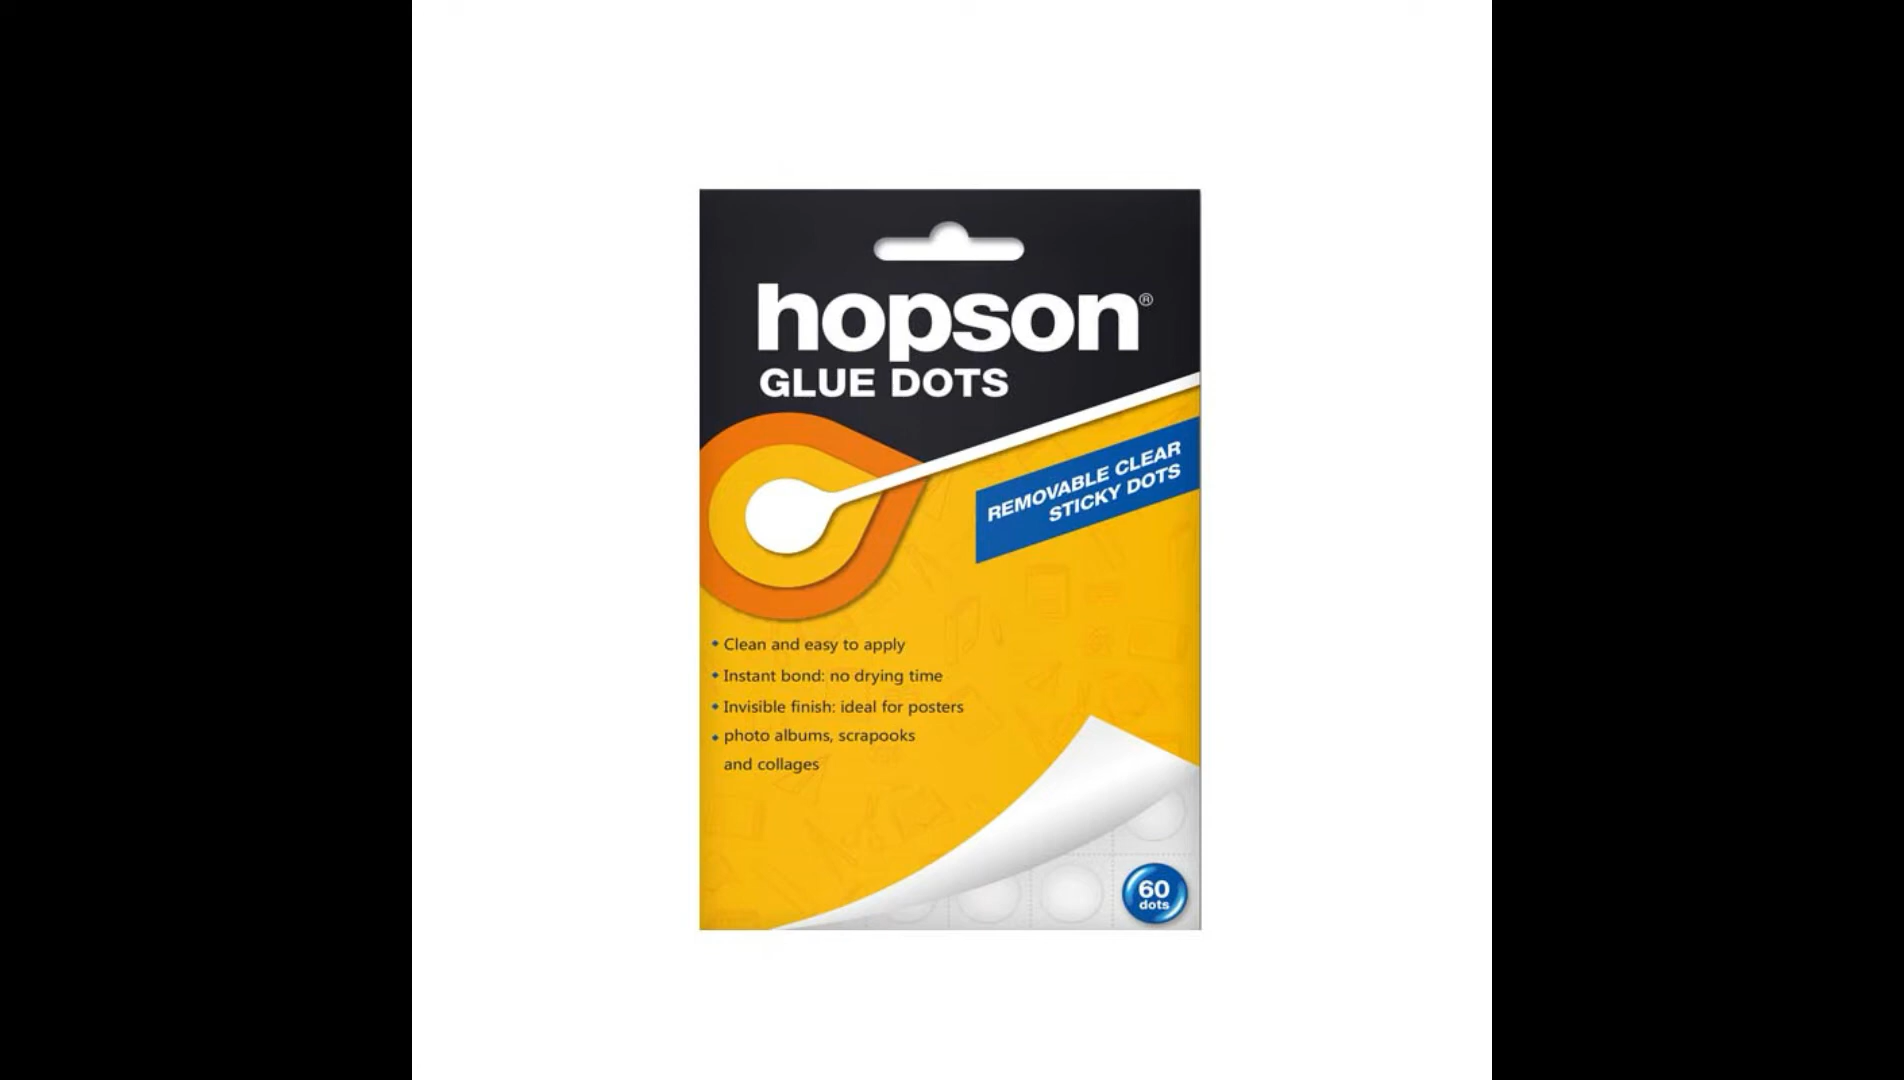 hopson®
GLUE DOTS
REMOVABLE CLEAR
STICKY DOTS
Clean and easy to apply
Instant bond: no drying time
Invisible finish: ideal for posters
photo albums, scrapooks
and collages
60
dots